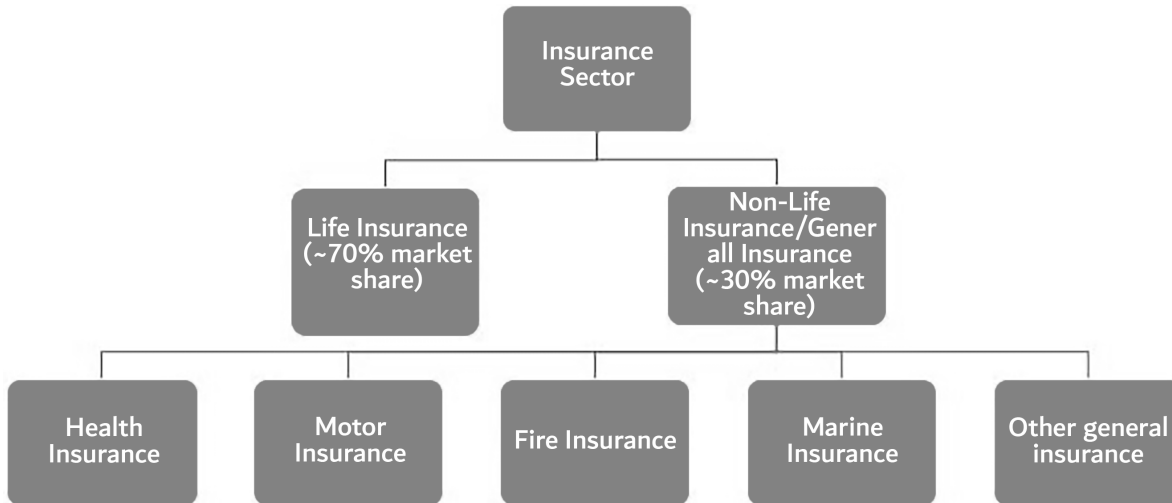 Insurance
Sector
Life Insurance
(~70% market
share)
Non-Life
Insurance/Gener
all Insurance
(~30% market
share)
Health
Insurance
Motor
Insurance
Fire Insurance
Marine
Insurance
Other general
insurance